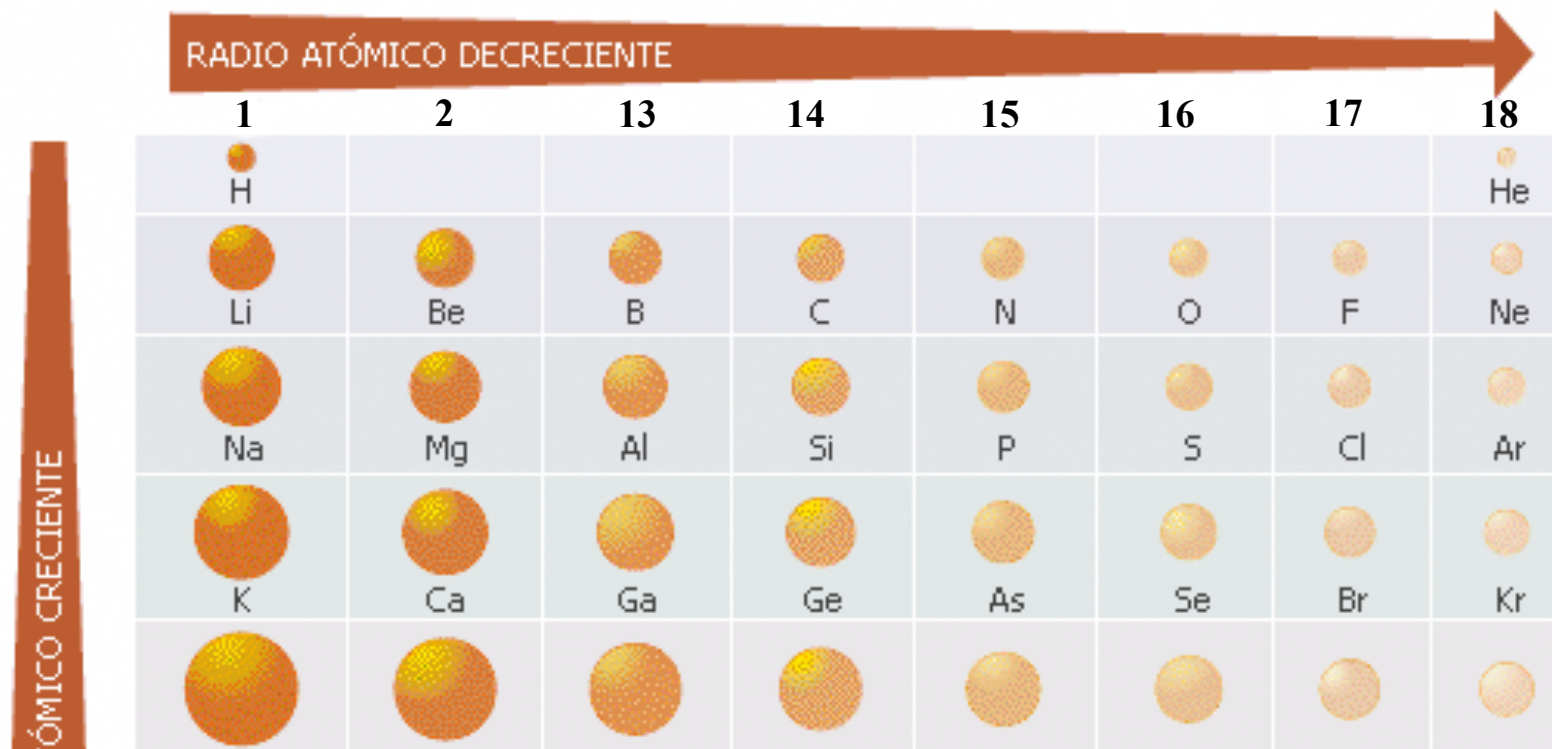 RADIO ATÓMICO DECRECIENTE
1 2 13 14 15 16 17 18
H He
Li Be B C N O F Ne
Na Mg Al Si P S Cl Ar
K Ca Ga Ge As Se Br Kr
CRECIENTE